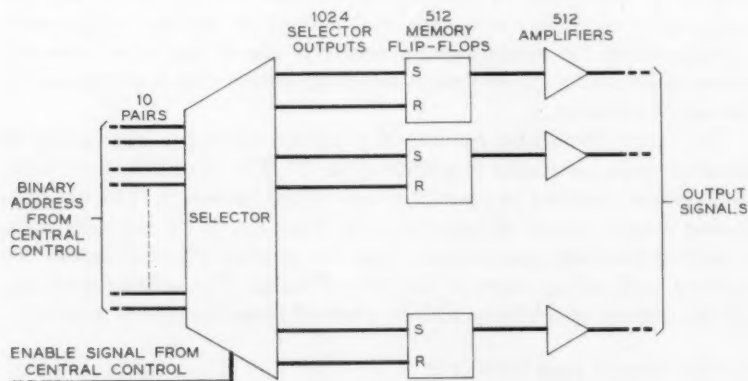 1024
SELECTOR
OUTPUTS
512
MEMORY
FLIP-FLOPS
512
AMPLIFIERS
10
PAIRS
BINARY
ADDRESS
FROM
CENTRAL
CONTROL
SELECTOR
S
R
S
R
S
R
OUTPUT
SIGNALS
ENABLE SIGNAL FROM
CENTRAL CONTROL